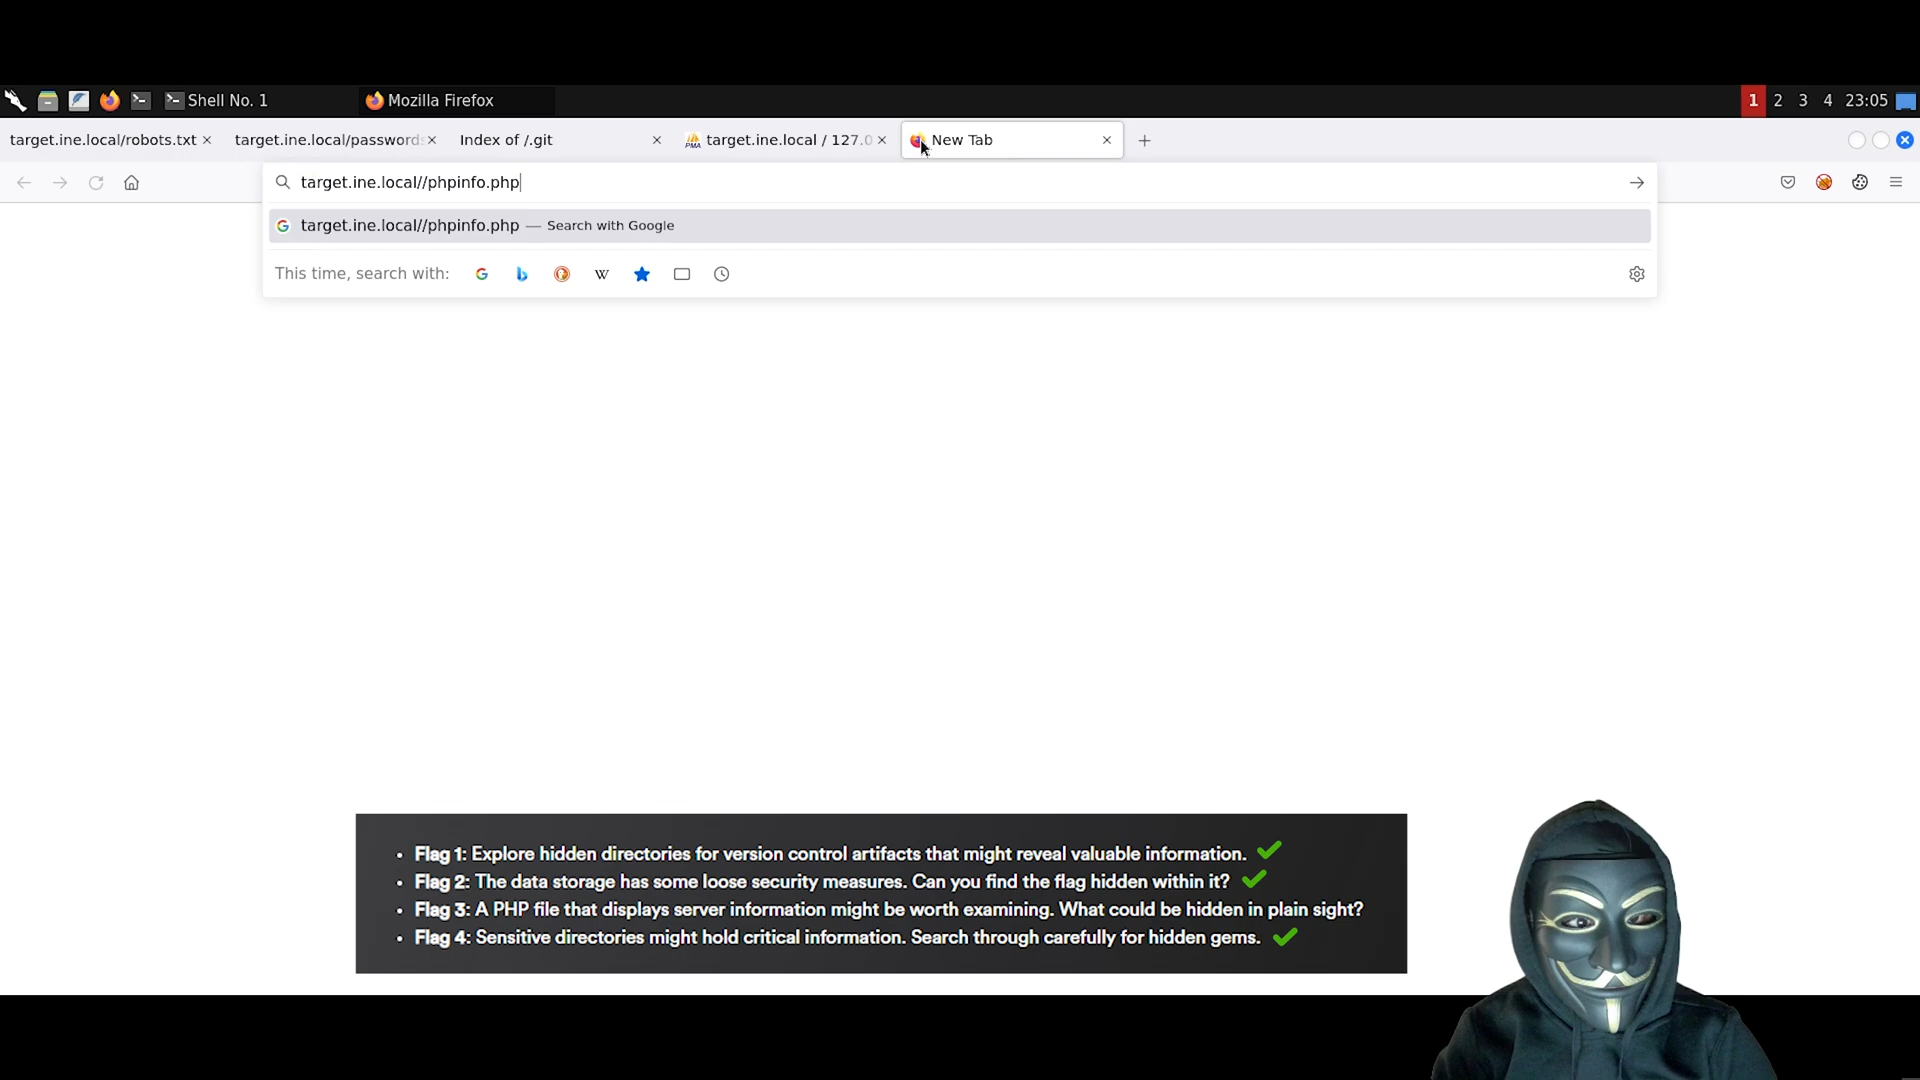 Shell No. 1
Mozilla Firefox
1 2 3 4 23:05
target.ine.local/robots.txt
target.ine.local/password
Index of /.git
PMA
target.ine.local / 127.0
New Tab
target.ine.local//phpinfo.php
target.ine.local//phpinfo.php — Search with Google
This time, search with:
• Flag 1: Explore hidden directories for version control artifacts that might reveal valuable information.
• Flag 2: The data storage has some loose security measures. Can you find the flag hidden within it?
• Flag 3: A PHP file that displays server information might be worth examining. What could be hidden in plain sight?
• Flag 4: Sensitive directories might hold critical information. Search through carefully for hidden gems.